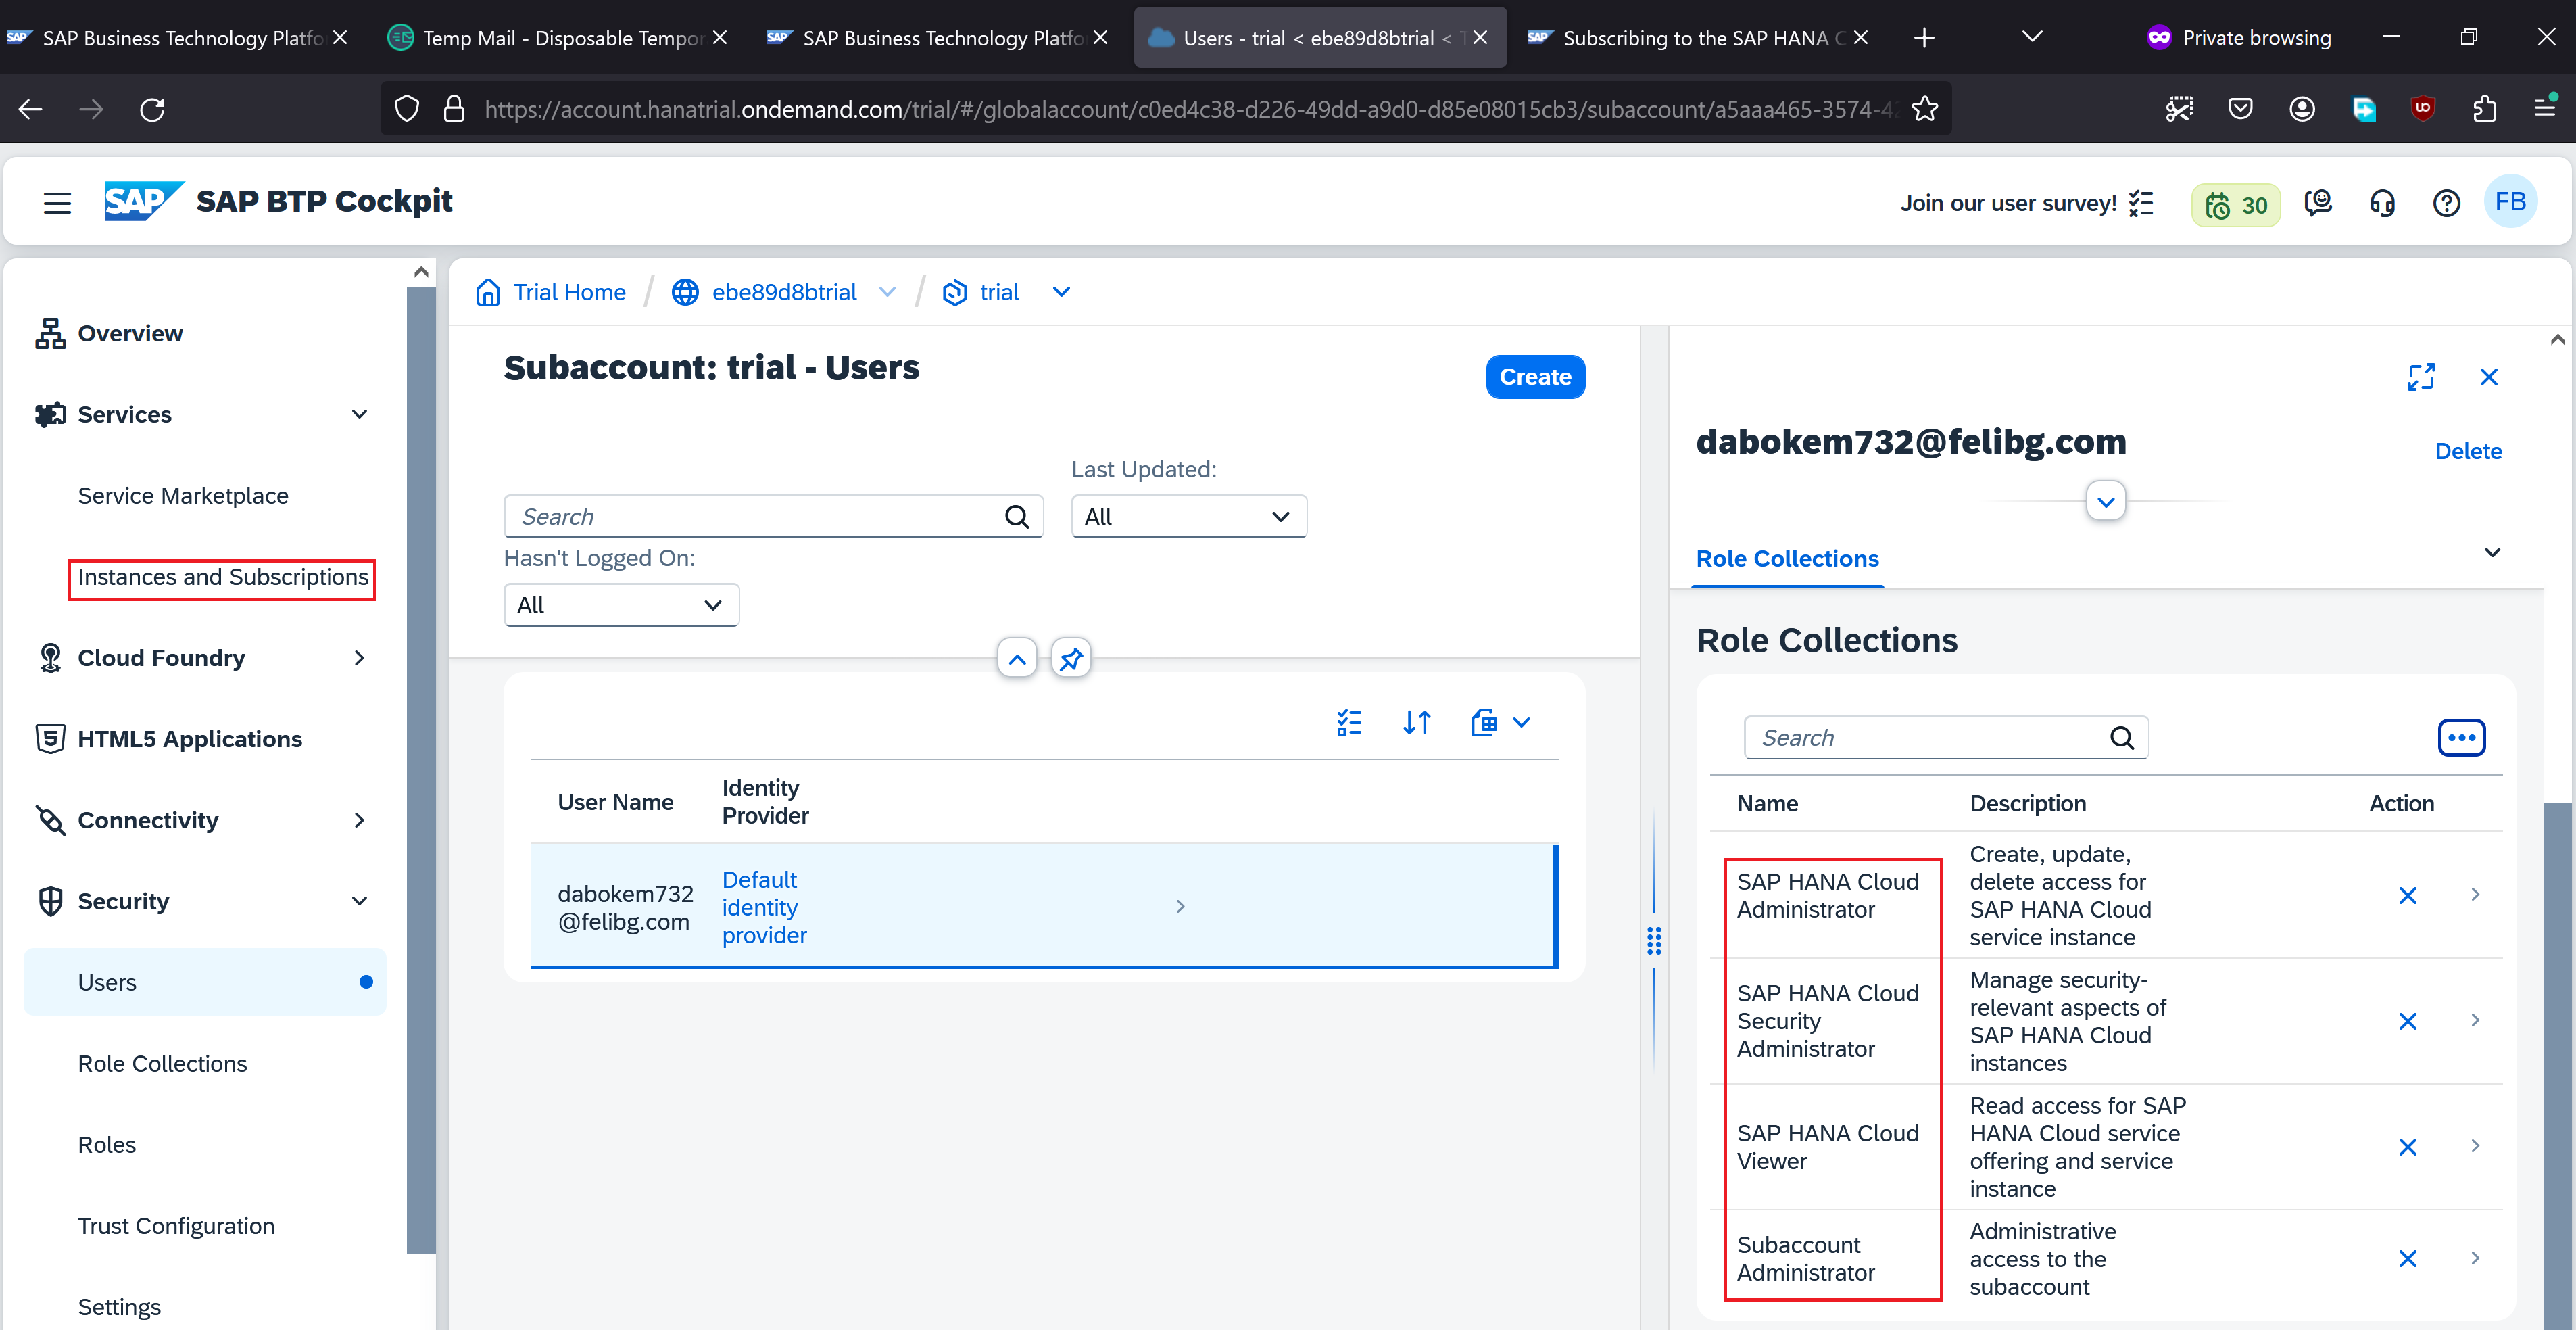 SAP Business Technology Platfo
Temp Mail - Disposable Tempor
SAP Business Technology Platfo
Users - trial < ebe89d8btrial <
Subscribing to the SAP HANA C
Private browsing
https://account.hanatrial.ondemand.com/trial/#/globalaccount/c0ed4c38-d226-49dd-a9d0-d85e08015cb3/subaccount/a5aaa465-3574-42
SAP
SAP BTP Cockpit
Join our user survey!
30
FB
Overview
Services
Service Marketplace
Instances and Subscriptions
Cloud Foundry
HTML5 Applications
Connectivity
Security
Users
Role Collections
Roles
Trust Configuration
Settings
Trial Home / ebe89d8btrial / trial
Subaccount: trial - Users
Create
Search
Last Updated:
All
Hasn't Logged On:
All
User Name
Identity
Provider
dabokem732
@felibg.com
Default
identity
provider
dabokem732@felibg.com
Delete
Role Collections
Role Collections
Search
Name
Description
Action
SAP HANA Cloud
Administrator
Create, update,
delete access for
SAP HANA Cloud
service instance
SAP HANA Cloud
Security
Administrator
Manage security-
relevant aspects of
SAP HANA Cloud
instances
SAP HANA Cloud
Viewer
Read access for SAP
HANA Cloud service
offering and service
instance
Subaccount
Administrator
Administrative
access to the
subaccount